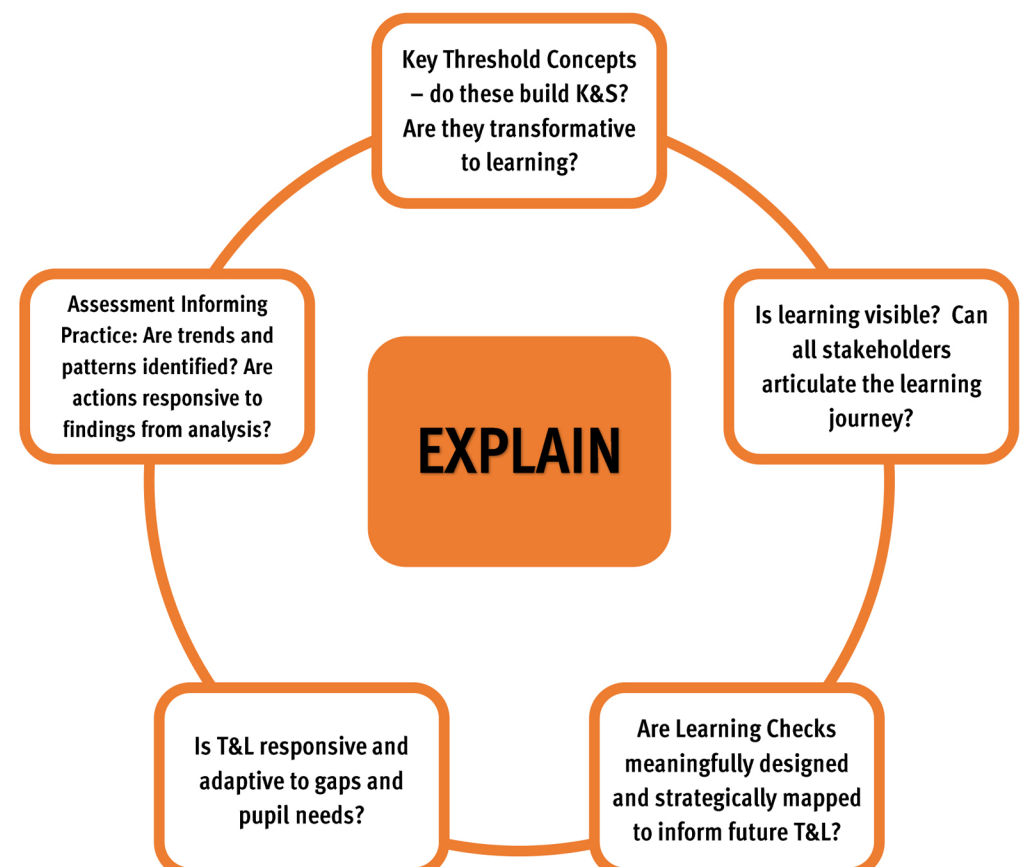 Key Threshold Concepts
– do these build K&S?
Are they transformative
to learning?
Is learning visible?  Can
all stakeholders
articulate the learning
journey?
Are Learning Checks
meaningfully designed
and strategically mapped
to inform future T&L?
Is T&L responsive and
adaptive to gaps and
pupil needs?
Assessment Informing
Practice: Are trends and
patterns identified? Are
actions responsive to
findings from analysis?
EXPLAIN